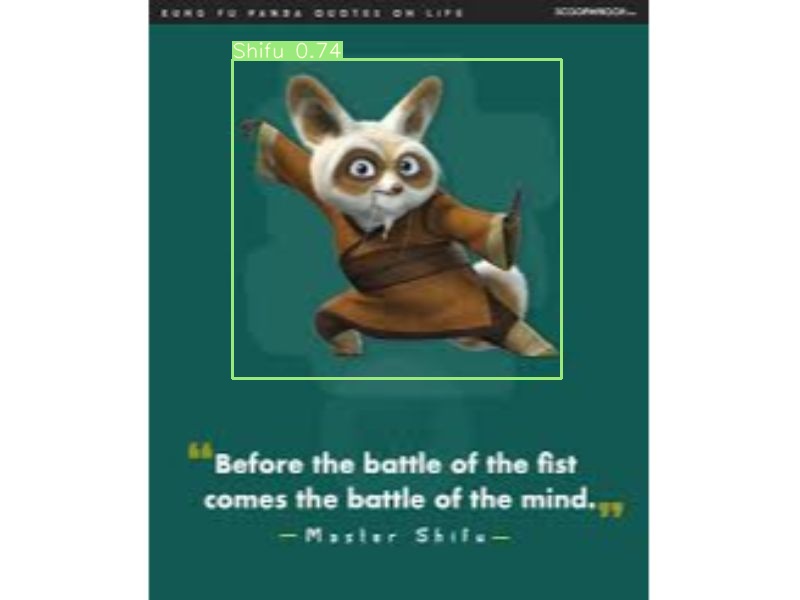 KUNG FU PANDA QUOTES ON LIFE
SCOOPWHOOP
Shifu 0.74
“Before the battle of the fist
comes the battle of the mind.”
— Master Shifu —